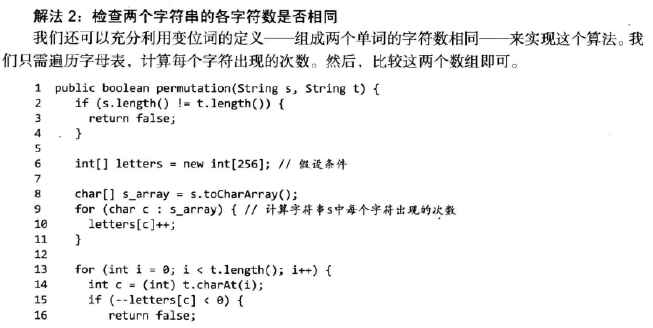 解法 2：检查两个字符串的各字符数是否相同
我们还可以充分利用变位词的定义——组成两个单词的字符数相同——来实现这个算法。我
们只需遍历字母表，计算每个字符出现的次数。然后，比较这两个数组即可。
1 public boolean permutation(String s, String t) {
2 if (s.length() != t.length()) {
3 return false;
4 }
5
6 int[] letters = new int[256]; // 假设条件
7
8 char[] s_array = s.toCharArray();
9 for (char c : s_array) { // 计算字符串s中每个字符出现的次数
10 letters[c]++;
11 }
12
13 for (int i = 0; i < t.length(); i++) {
14 int c = (int) t.charAt(i);
15 if (--letters[c] < 0) {
16 return false;